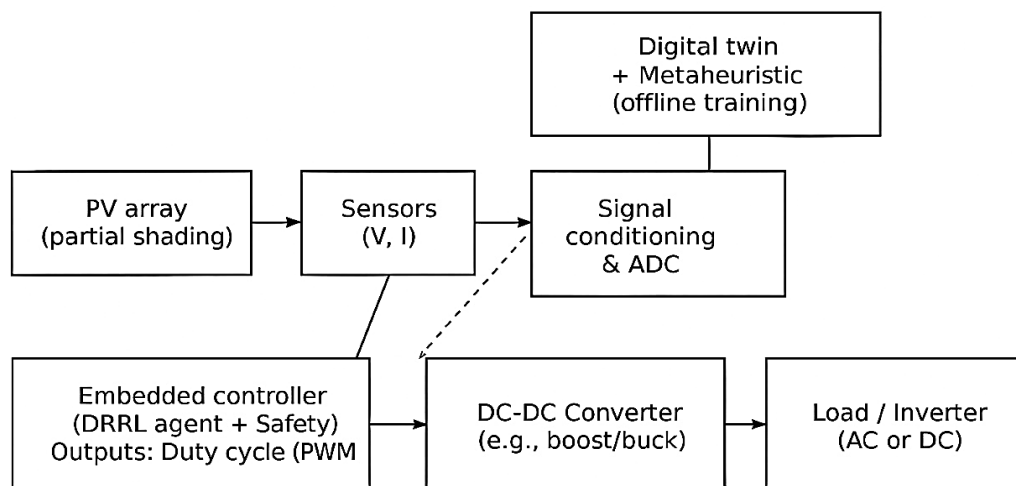 Digital twin
+ Metaheuristic
(offline training)
PV array
(partial shading)
Sensors
(V, I)
Signal
conditioning
& ADC
Embedded controller
(DRRL agent + Safety)
Outputs: Duty cycle (PWM
DC-DC Converter
(e.g., boost/buck)
Load / Inverter
(AC or DC)